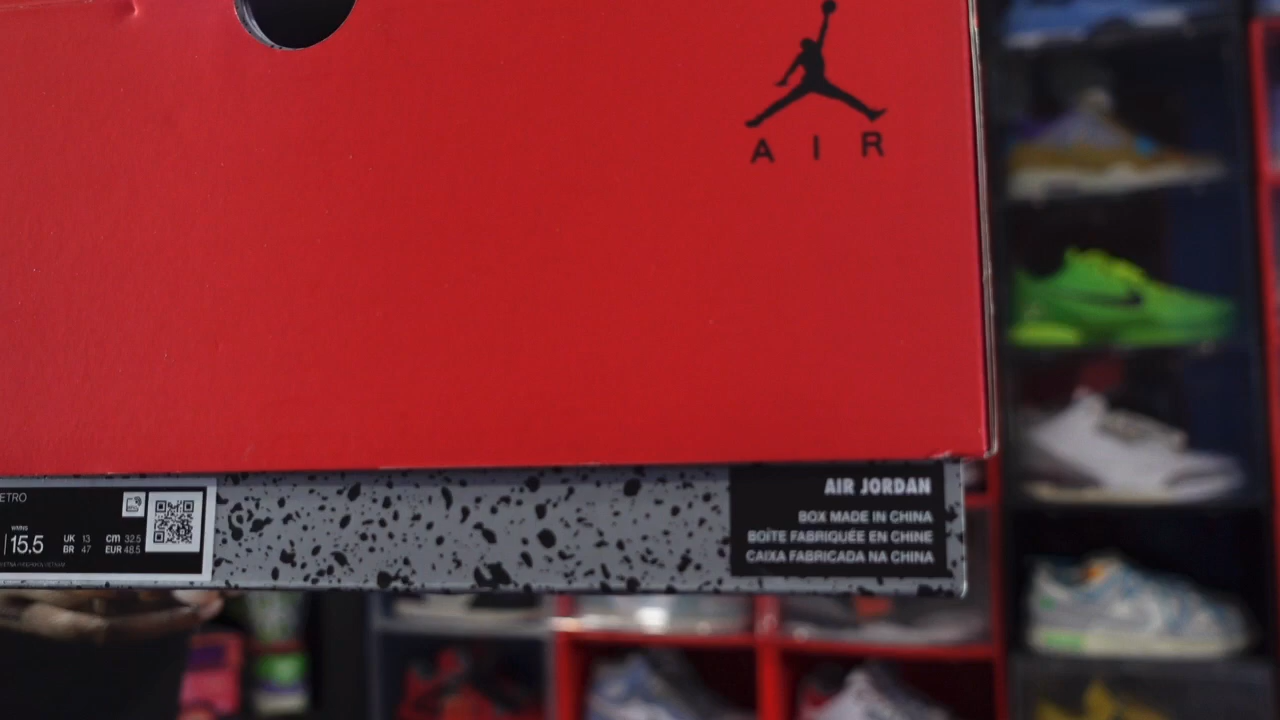 AIR
ETRO
WMNS
15.5
UK 13 cm 32.5
BR 47 EUR 48.5
AIR JORDAN
BOX MADE IN CHINA
BOÎTE FABRIQUÉE EN CHINE
CAIXA FABRICADA NA CHINA